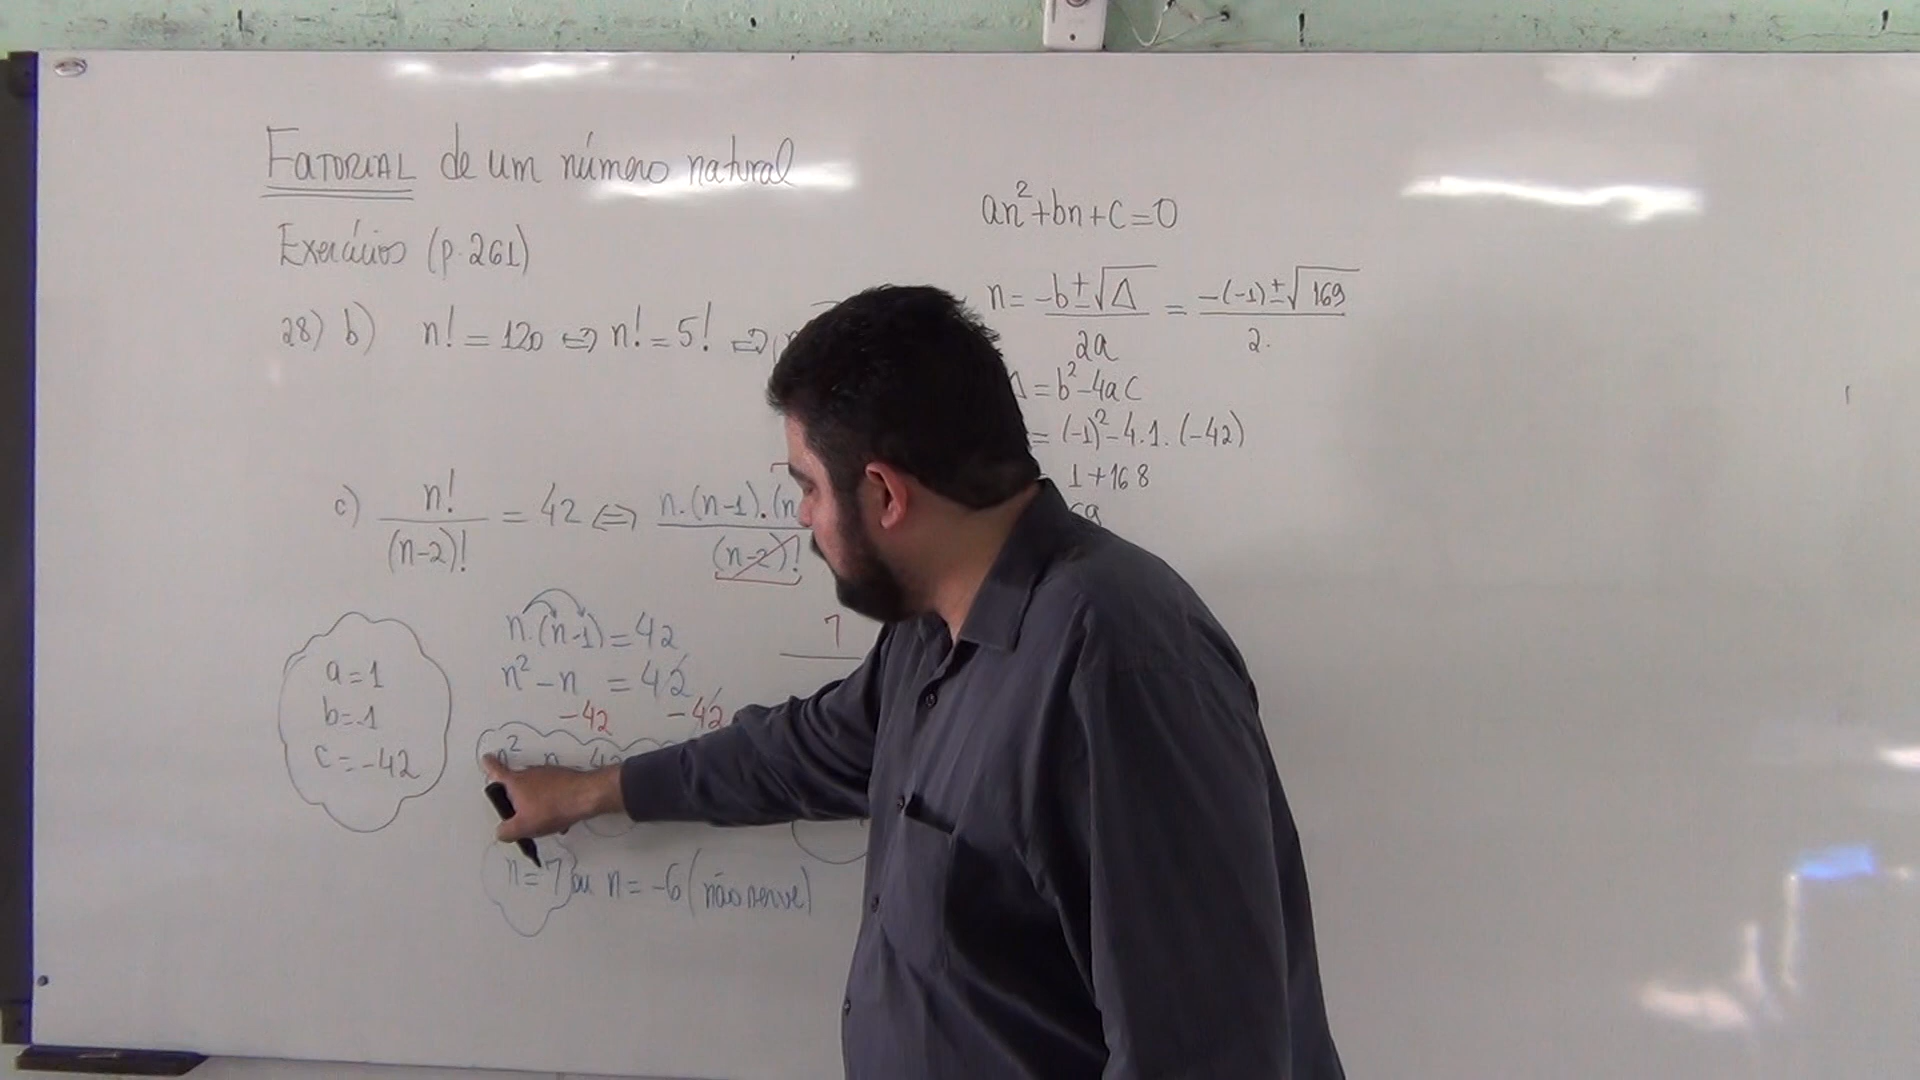 FATORIAL de um número natural
Exercícios (p.261)
28) b) n! = 120 ⇔ n! = 5! ⇔
c) n!/(n-2)! = 42 ⇔ n.(n-1).(n / (n-2)!
n.(n-1) = 42
n² - n = 42
-42 -42
n² - n - 42
n = 7 ou n = -6 (não serve)
a = 1
b = -1
c = -42
7
an² + bn + c = 0
n = -b ± √Δ / 2a = -(-1) ± √169 / 2.
Δ = b² - 4ac
= (-1)² - 4.1.(-42)
1 + 168